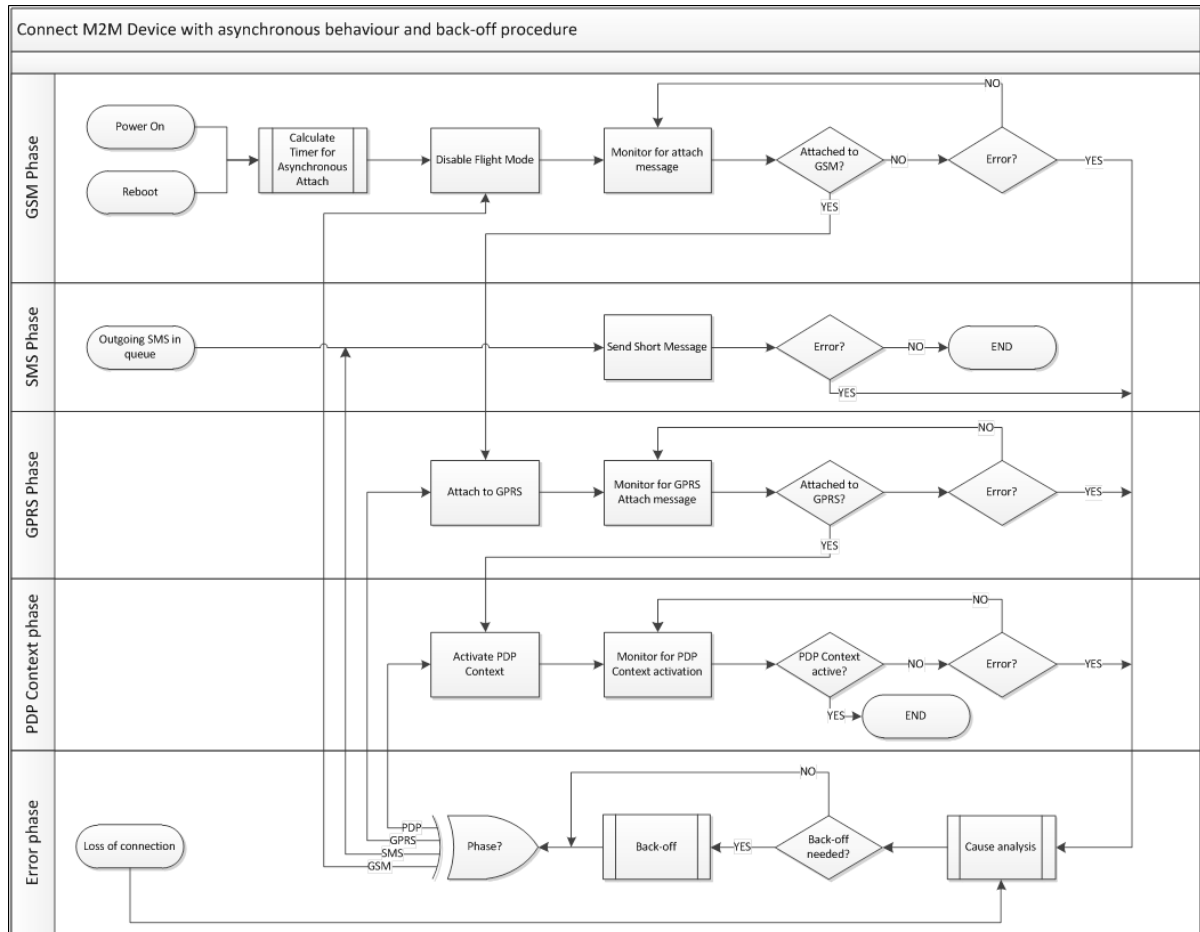 Connect M2M Device with asynchronous behaviour and back-off procedure
GSM Phase
Power On
Reboot
Calculate
Timer for
Asynchronous
Attach
Disable Flight Mode
Monitor for attach
message
Attached to
GSM?
NO
YES
Error?
NO
YES
SMS Phase
Outgoing SMS in
queue
Send Short Message
Error?
NO
YES
END
GPRS Phase
Attach to GPRS
Monitor for GPRS
Attach message
Attached to
GPRS?
YES
Error?
NO
YES
PDP Context phase
Activate PDP
Context
Monitor for PDP
Context activation
PDP Context
active?
NO
YES
END
Error?
NO
YES
Error phase
Loss of connection
PDP
GPRS
SMS
GSM
Phase?
Back-off
YES
NO
Back-off
needed?
Cause analysis